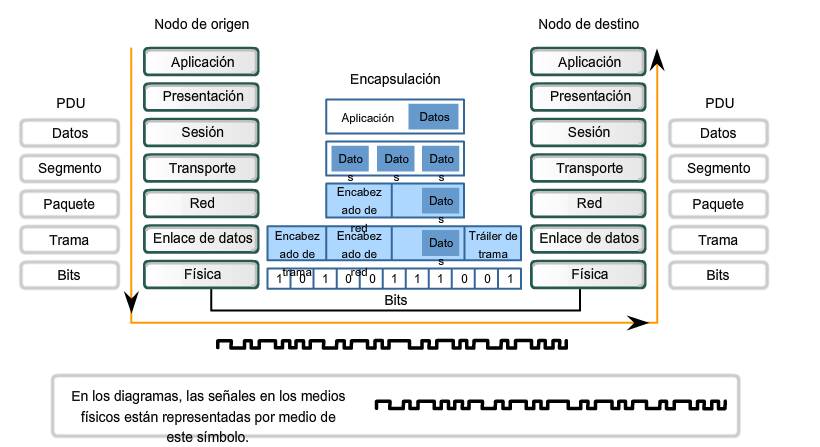 Nodo de origen
Nodo de destino
Aplicación
Presentación
Sesión
Transporte
Red
Enlace de datos
Física
PDU
Datos
Segmento
Paquete
Trama
Bits
Encapsulación
Aplicación
Datos
Dato
s
Dato
s
Dato
s
Encabez
ado de
red
Dato
s
Encabez
ado de
trama
Encabez
ado de
red
Dato
s
Tráiler de
trama
1 0 1 0 0 1 1 1 0 0 1
Bits
Aplicación
Presentación
Sesión
Transporte
Red
Enlace de datos
Física
PDU
Datos
Segmento
Paquete
Trama
Bits
En los diagramas, las señales en los medios
físicos están representadas por medio de
este símbolo.